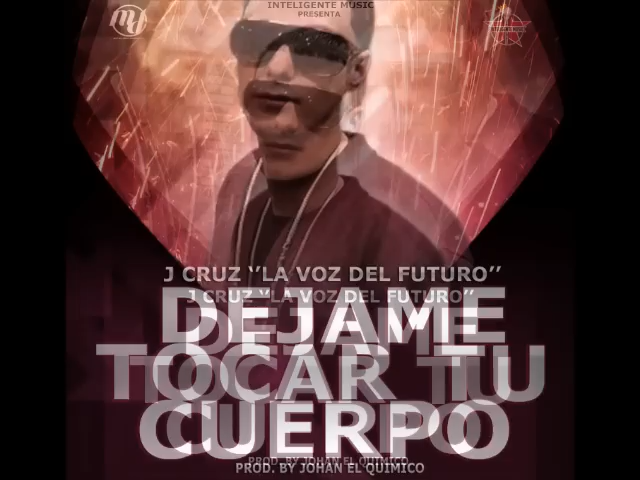 INTELIGENTE MUSIC
PRESENTA
J CRUZ "LA VOZ DEL FUTURO"
J CRUZ "LA VOZ DEL FUTURO"
DEJAME
TOCAR TU
CUERPO
PROD. BY JOHAN EL QUIMICO
PROD. BY JOHAN EL QUIMICO